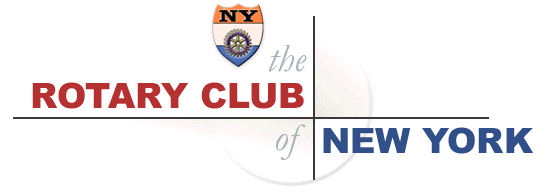 NY
the
ROTARY CLUB
of
NEW YORK